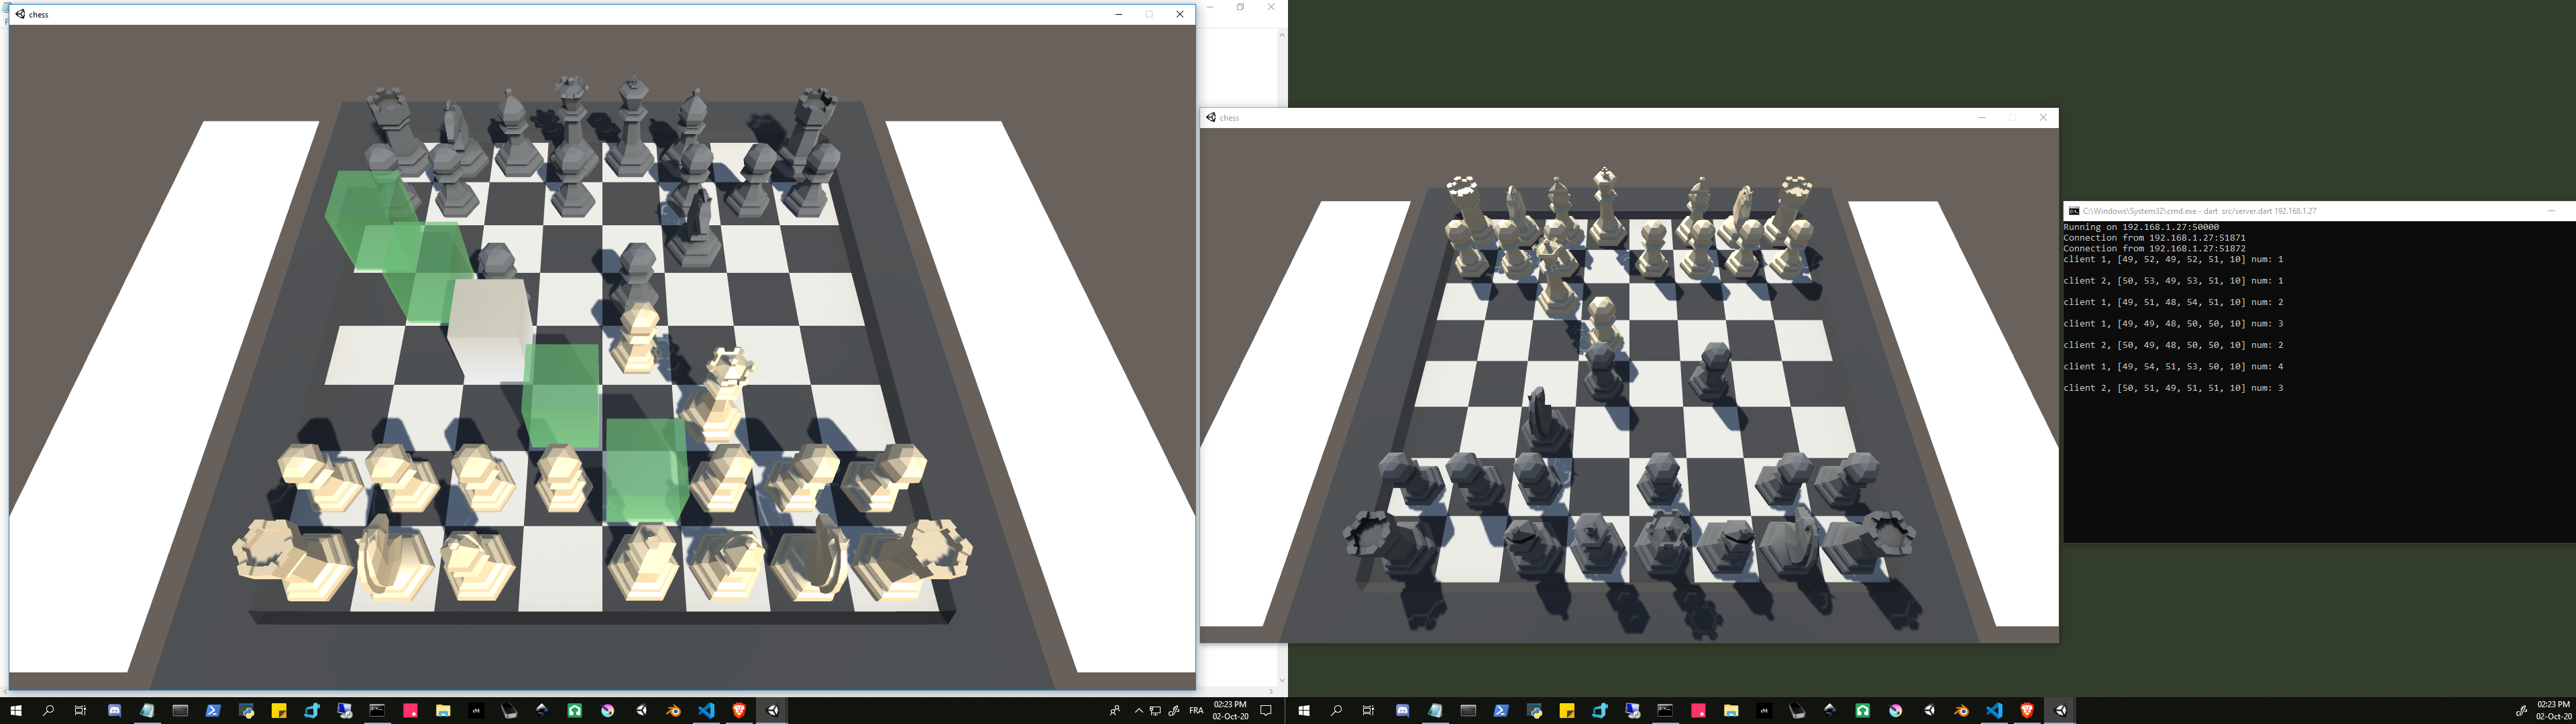 chess
chess
C:\Windows\System32\cmd.exe - dart src/server.dart 192.168.1.27
Running on 192.168.1.27:50000
Connection from 192.168.1.27:51871
Connection from 192.168.1.27:51872
client 1, [49, 52, 49, 52, 51, 10] num: 1
client 2, [50, 53, 49, 53, 51, 10] num: 1
client 1, [49, 51, 48, 54, 51, 10] num: 2
client 1, [49, 49, 48, 50, 50, 10] num: 3
client 2, [50, 49, 48, 50, 50, 10] num: 2
client 1, [49, 54, 51, 53, 50, 10] num: 4
client 2, [50, 51, 49, 51, 51, 10] num: 3
FRA
02:23 PM
02-Oct-20
02:23 PM
02-Oct-20